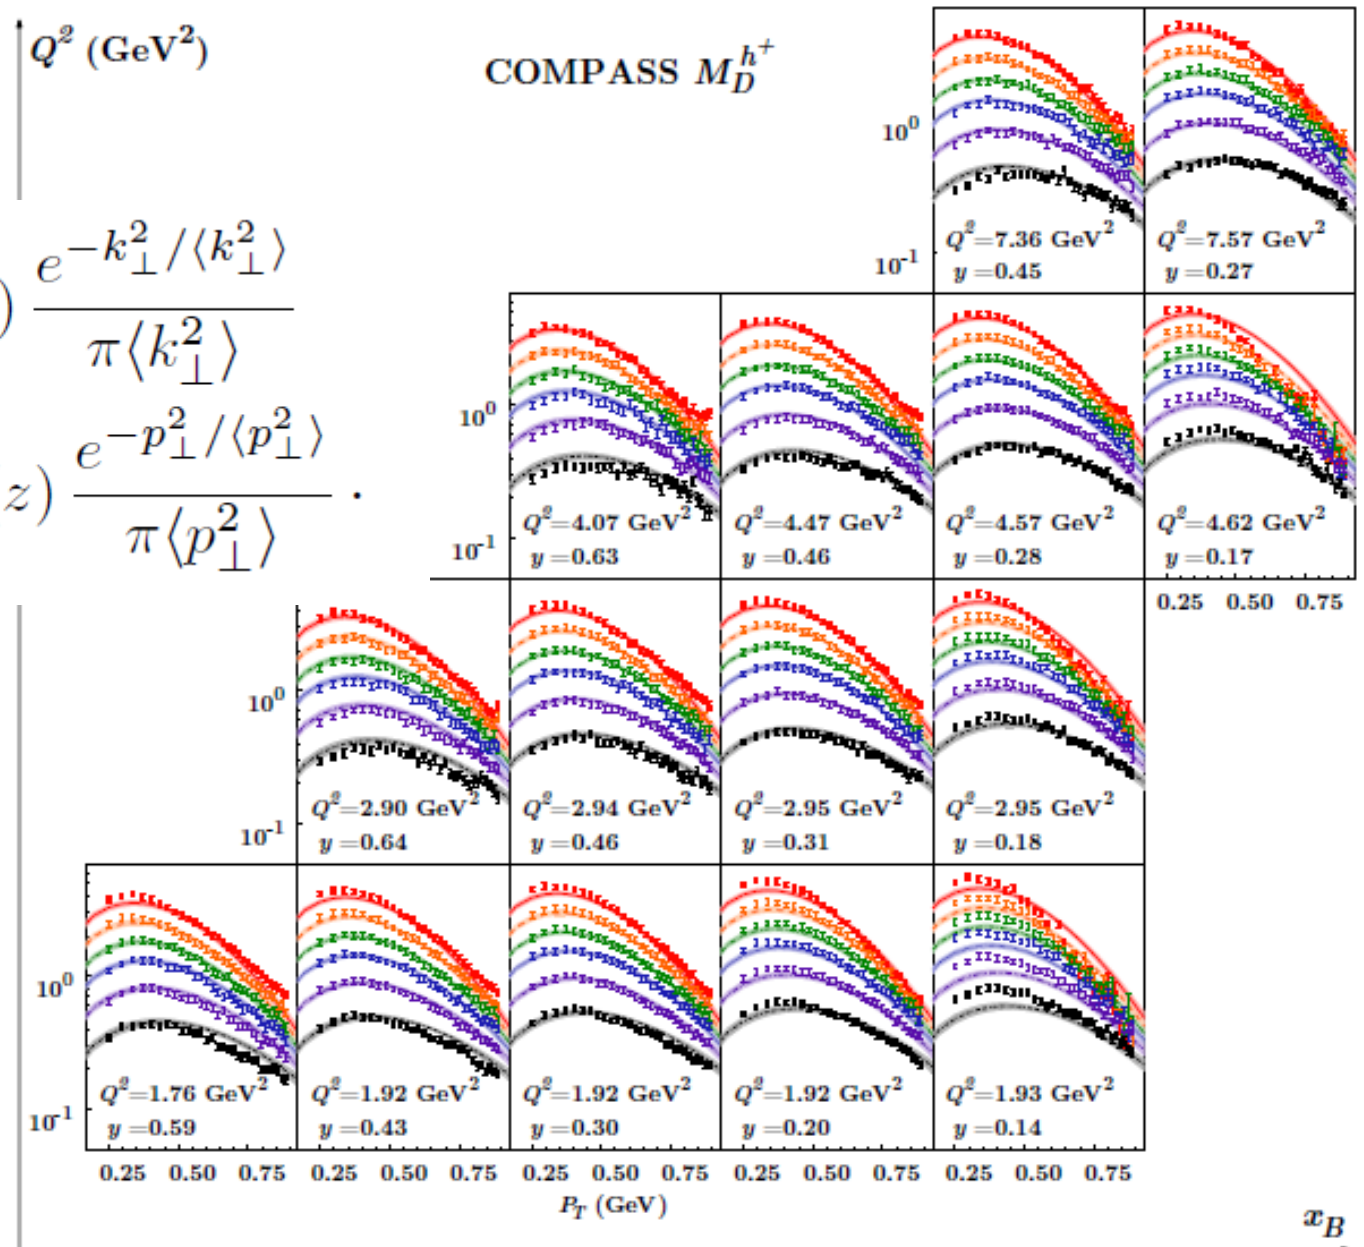 Q² (GeV²)
COMPASS M_D^{h^+}
10⁰
10⁻¹
Q²=7.36 GeV²
y =0.45
Q²=7.57 GeV²
y =0.27
) e^{-k_⊥²/⟨k_⊥²⟩} / π⟨k_⊥²⟩
z) e^{-p_⊥²/⟨p_⊥²⟩} / π⟨p_⊥²⟩ .
10⁰
10⁻¹
Q²=4.07 GeV²
y =0.63
Q²=4.47 GeV²
y =0.46
Q²=4.57 GeV²
y =0.28
Q²=4.62 GeV²
y =0.17
0.25 0.50 0.75
10⁰
10⁻¹
Q²=2.90 GeV²
y =0.64
Q²=2.94 GeV²
y =0.46
Q²=2.95 GeV²
y =0.31
Q²=2.95 GeV²
y =0.18
10⁰
10⁻¹
Q²=1.76 GeV²
y =0.59
Q²=1.92 GeV²
y =0.43
Q²=1.92 GeV²
y =0.30
Q²=1.92 GeV²
y =0.20
Q²=1.93 GeV²
y =0.14
0.25 0.50 0.75 0.25 0.50 0.75 0.25 0.50 0.75 0.25 0.50 0.75 0.25 0.50 0.75
P_T (GeV)
x_B